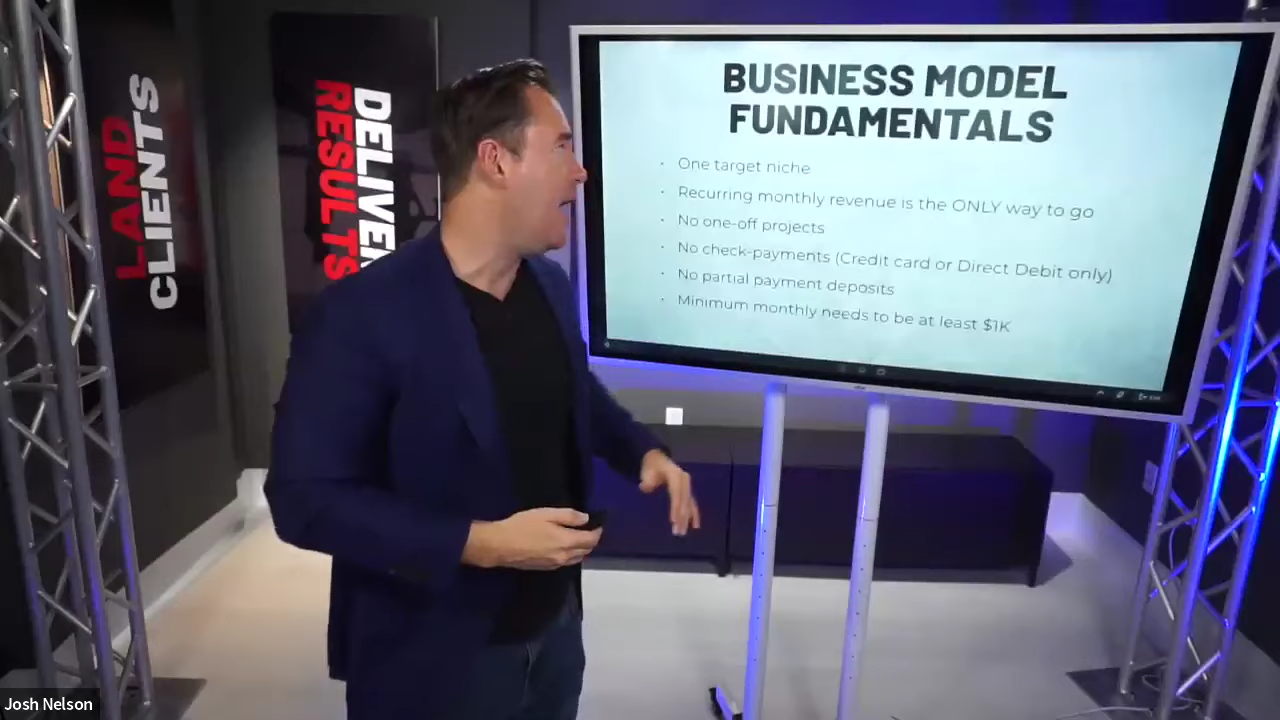 LAND
CLIENTS
DELIVER
RESULTS
BUSINESS MODEL
FUNDAMENTALS
• One target niche
• Recurring monthly revenue is the ONLY way to go
• No one-off projects
• No check-payments (Credit card or Direct Debit only)
• No partial payment deposits
• Minimum monthly needs to be at least $1K
Josh Nelson